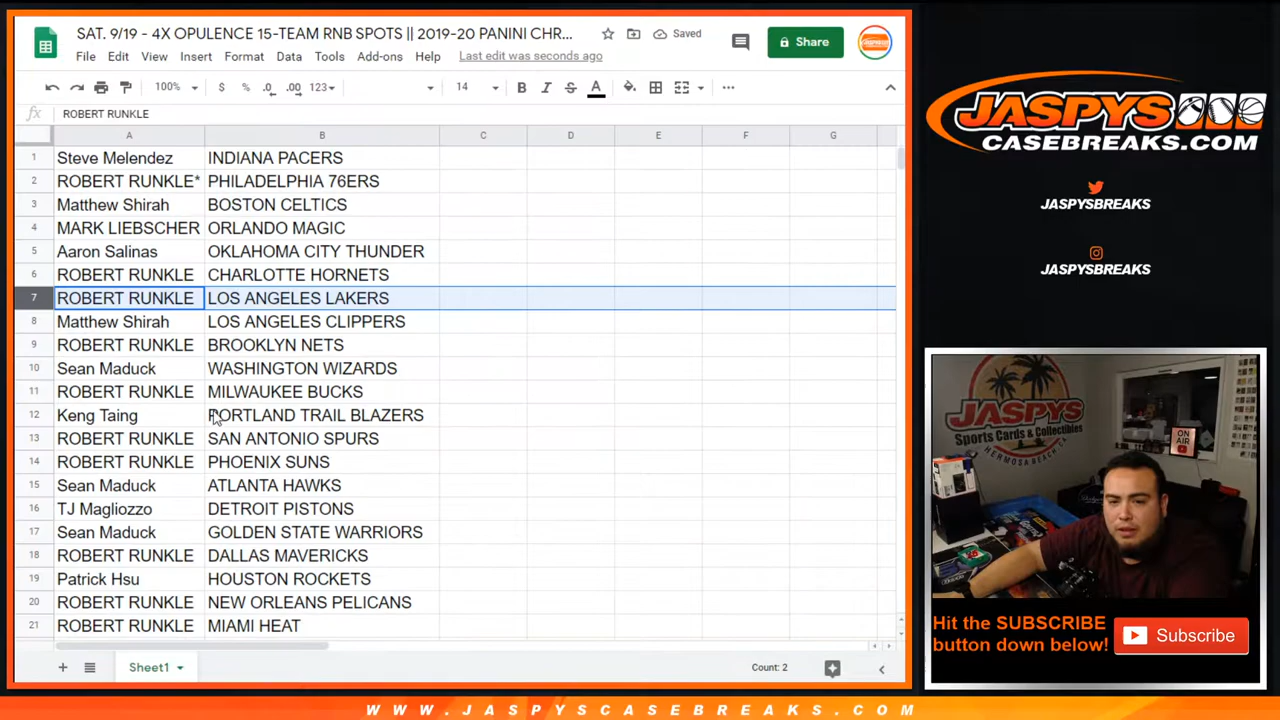 SAT. 9/19 - 4X OPULENCE 15-TEAM RNB SPOTS || 2019-20 PANINI CHR...
Saved
Share
File Edit View Insert Format Data Tools Add-ons Help Last edit was seconds ago
100% $ % .0 .00 123 14 B I S A
fx ROBERT RUNKLE
A B C D E F G
1 Steve Melendez INDIANA PACERS
2 ROBERT RUNKLE* PHILADELPHIA 76ERS
3 Matthew Shirah BOSTON CELTICS
4 MARK LIEBSCHER ORLANDO MAGIC
5 Aaron Salinas OKLAHOMA CITY THUNDER
6 ROBERT RUNKLE CHARLOTTE HORNETS
7 ROBERT RUNKLE LOS ANGELES LAKERS
8 Matthew Shirah LOS ANGELES CLIPPERS
9 ROBERT RUNKLE BROOKLYN NETS
10 Sean Maduck WASHINGTON WIZARDS
11 ROBERT RUNKLE MILWAUKEE BUCKS
12 Keng Taing PORTLAND TRAIL BLAZERS
13 ROBERT RUNKLE SAN ANTONIO SPURS
14 ROBERT RUNKLE PHOENIX SUNS
15 Sean Maduck ATLANTA HAWKS
16 TJ Magliozzo DETROIT PISTONS
17 Sean Maduck GOLDEN STATE WARRIORS
18 ROBERT RUNKLE DALLAS MAVERICKS
19 Patrick Hsu HOUSTON ROCKETS
20 ROBERT RUNKLE NEW ORLEANS PELICANS
21 ROBERT RUNKLE MIAMI HEAT
Sheet1
Count: 2
JASPYS
CASEBREAKS.COM
JASPYSBREAKS
JASPYSBREAKS
JASPYS
Sports Cards & Collectibles
HERMOSA BEACH
ON AIR
Hit the SUBSCRIBE
button down below!
Subscribe
WWW.JASPYSCASEBREAKS.COM